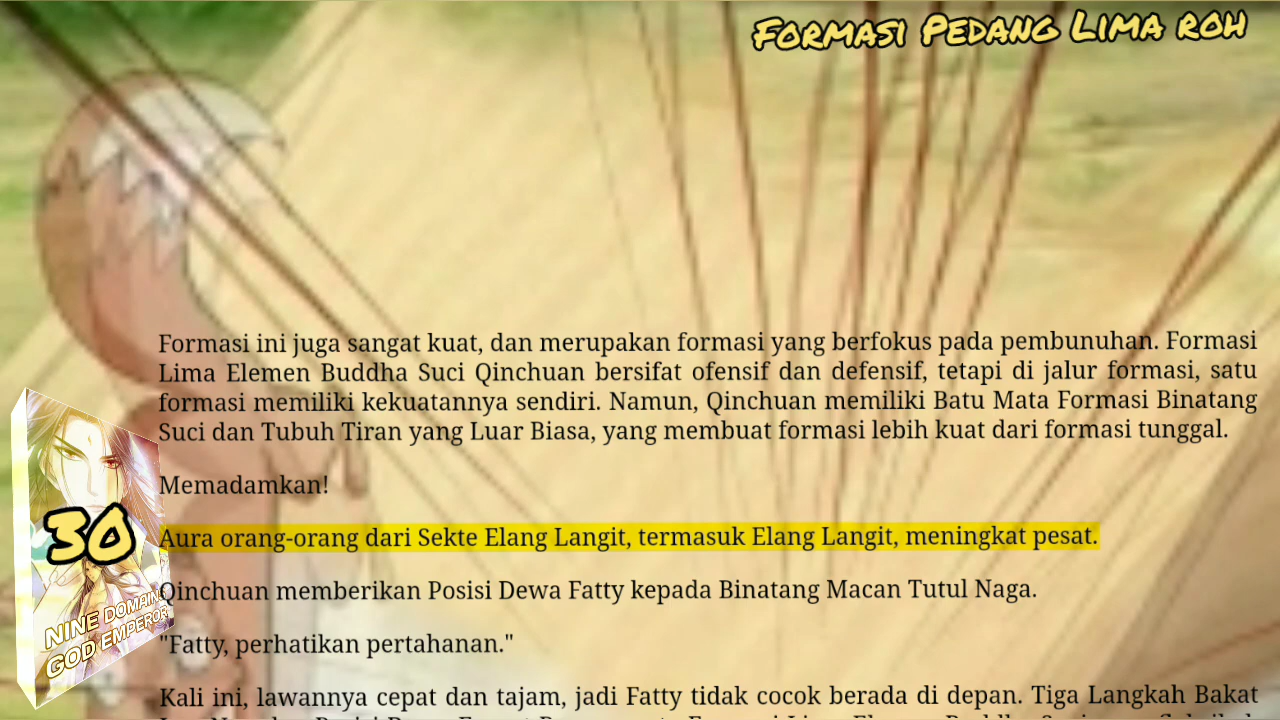 Formasi Pedang Lima roh
Formasi ini juga sangat kuat, dan merupakan formasi yang berfokus pada pembunuhan. Formasi
Lima Elemen Buddha Suci Qinchuan bersifat ofensif dan defensif, tetapi di jalur formasi, satu
formasi memiliki kekuatannya sendiri. Namun, Qinchuan memiliki Batu Mata Formasi Binatang
Suci dan Tubuh Tiran yang Luar Biasa, yang membuat formasi lebih kuat dari formasi tunggal.
Memadamkan!
Aura orang-orang dari Sekte Elang Langit, termasuk Elang Langit, meningkat pesat.
Qinchuan memberikan Posisi Dewa Fatty kepada Binatang Macan Tutul Naga.
"Fatty, perhatikan pertahanan."
Kali ini, lawannya cepat dan tajam, jadi Fatty tidak cocok berada di depan. Tiga Langkah Bakat
30
NINE DOMAINS
GOD EMPEROR